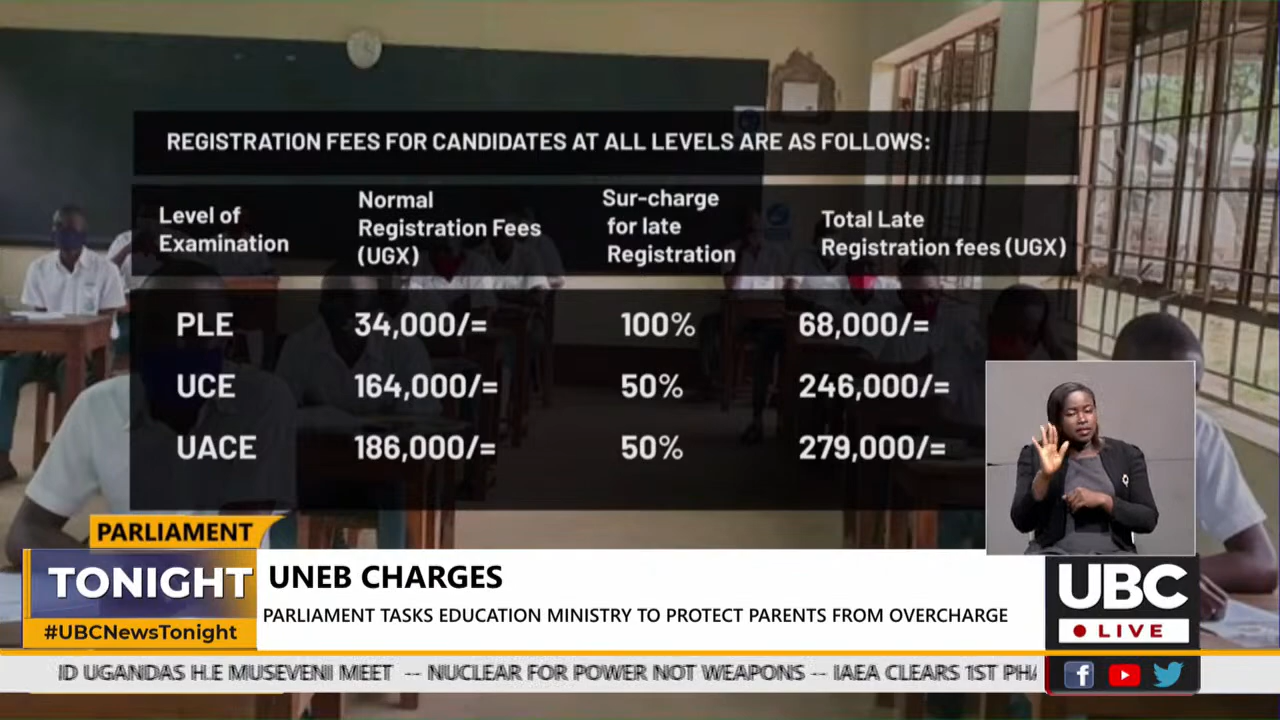 REGISTRATION FEES FOR CANDIDATES AT ALL LEVELS ARE AS FOLLOWS:
Level of
Examination
Normal
Registration Fees
(UGX)
Sur-charge
for late
Registration
Total Late
Registration fees (UGX)
PLE 34,000/= 100% 68,000/=
UCE 164,000/= 50% 246,000/=
UACE 186,000/= 50% 279,000/=
PARLIAMENT
TONIGHT
#UBCNewsTonight
UNEB CHARGES
PARLIAMENT TASKS EDUCATION MINISTRY TO PROTECT PARENTS FROM OVERCHARGE
UBC
LIVE
UGANDAS H.E MUSEVENII MEET -- NUCLEAR FOR POWER NOT WEAPONS -- IAEA CLEARS 1ST